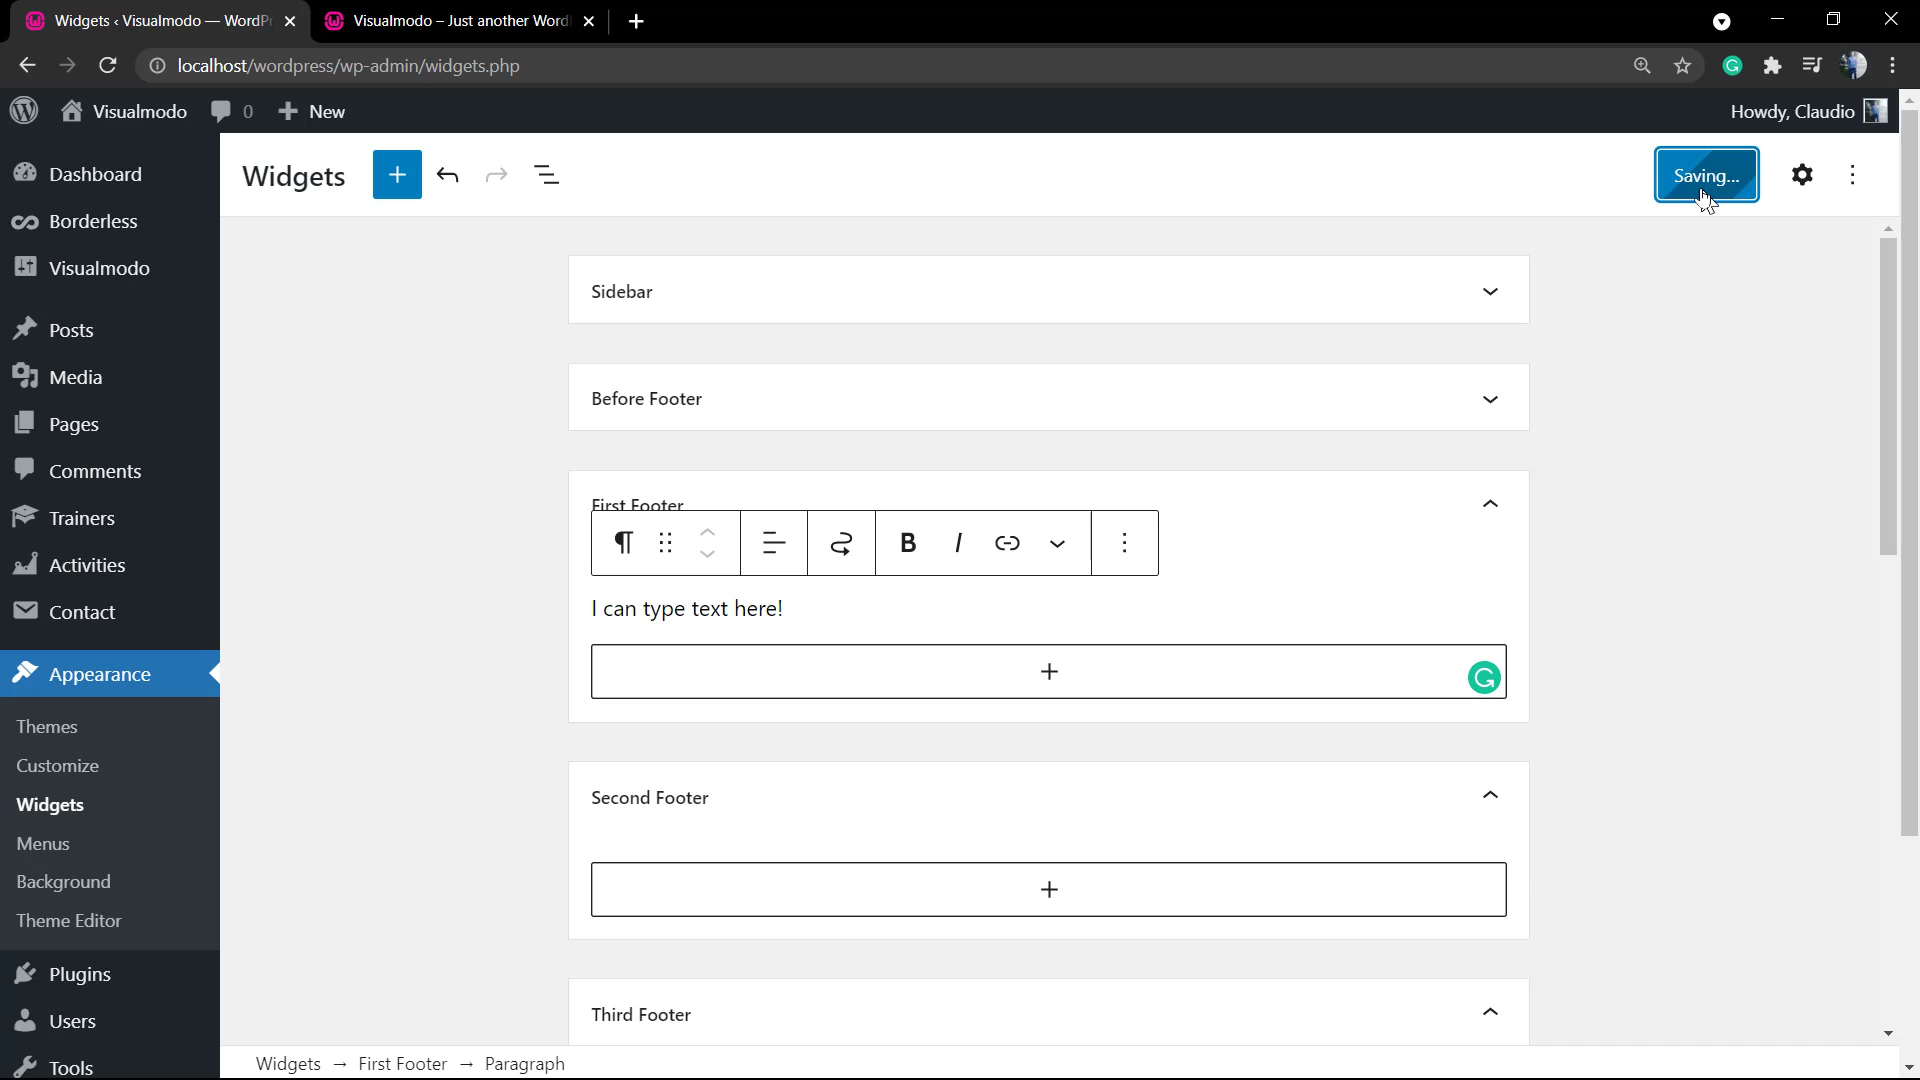 Widgets ‹ Visualmodo — WordPr
Visualmodo – Just another Word
localhost/wordpress/wp-admin/widgets.php
Visualmodo
0
New
Howdy, Claudio
Dashboard
Borderless
Visualmodo
Posts
Media
Pages
Comments
Trainers
Activities
Contact
Appearance
Themes
Customize
Widgets
Menus
Background
Theme Editor
Plugins
Users
Tools
Widgets
Saving...
Sidebar
Before Footer
First Footer
B I
I can type text here!
Second Footer
Third Footer
Widgets → First Footer → Paragraph